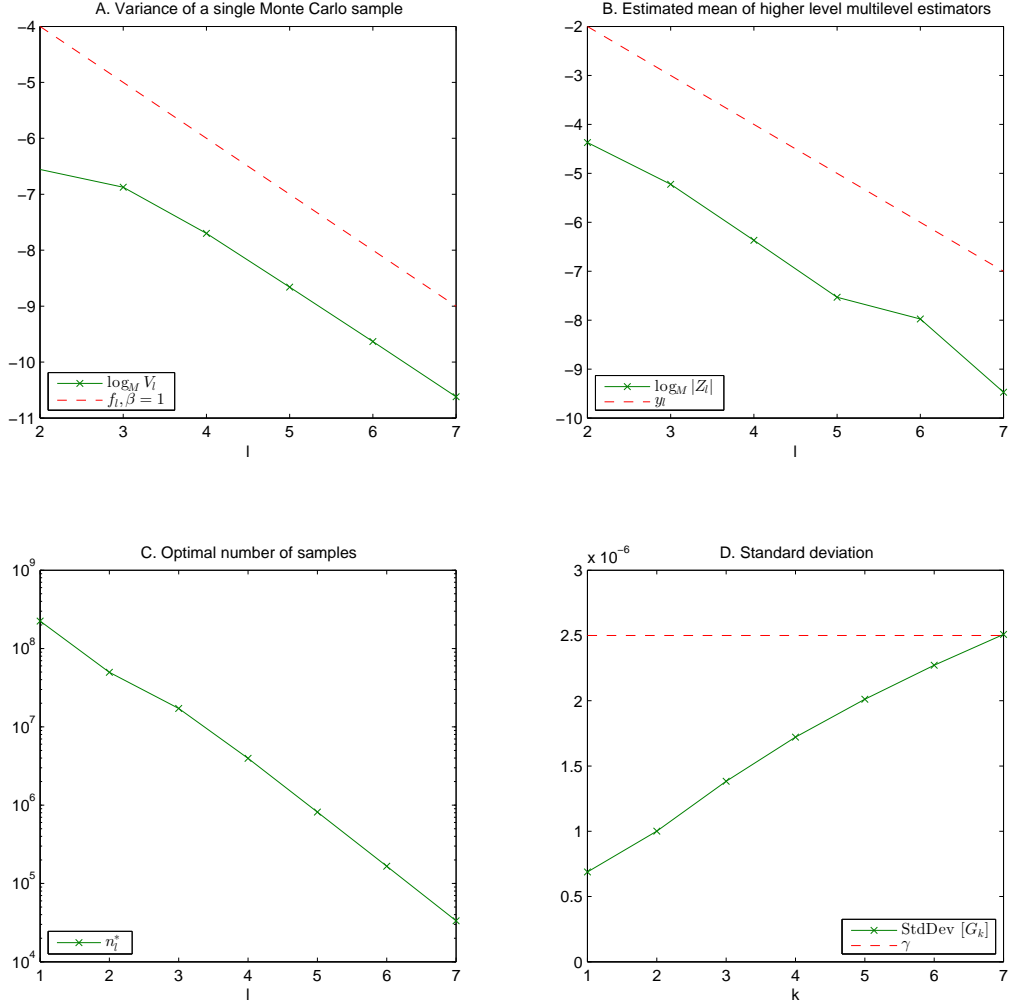 A. Variance of a single Monte Carlo sample
−4
−5
−6
−7
−8
−9
−10
−11
2 3 4 5 6 7
l
log_M V_l
f_l, β = 1
B. Estimated mean of higher level multilevel estimators
−2
−3
−4
−5
−6
−7
−8
−9
−10
2 3 4 5 6 7
l
log_M |Z_l|
y_l
C. Optimal number of samples
10^9
10^8
10^7
10^6
10^5
10^4
1 2 3 4 5 6 7
l
n_l^*
D. Standard deviation
x 10^−6
3
2.5
2
1.5
1
0.5
0
1 2 3 4 5 6 7
k
StdDev [G_k]
γ